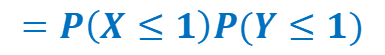 = P(X ≤ 1)P(Y ≤ 1)